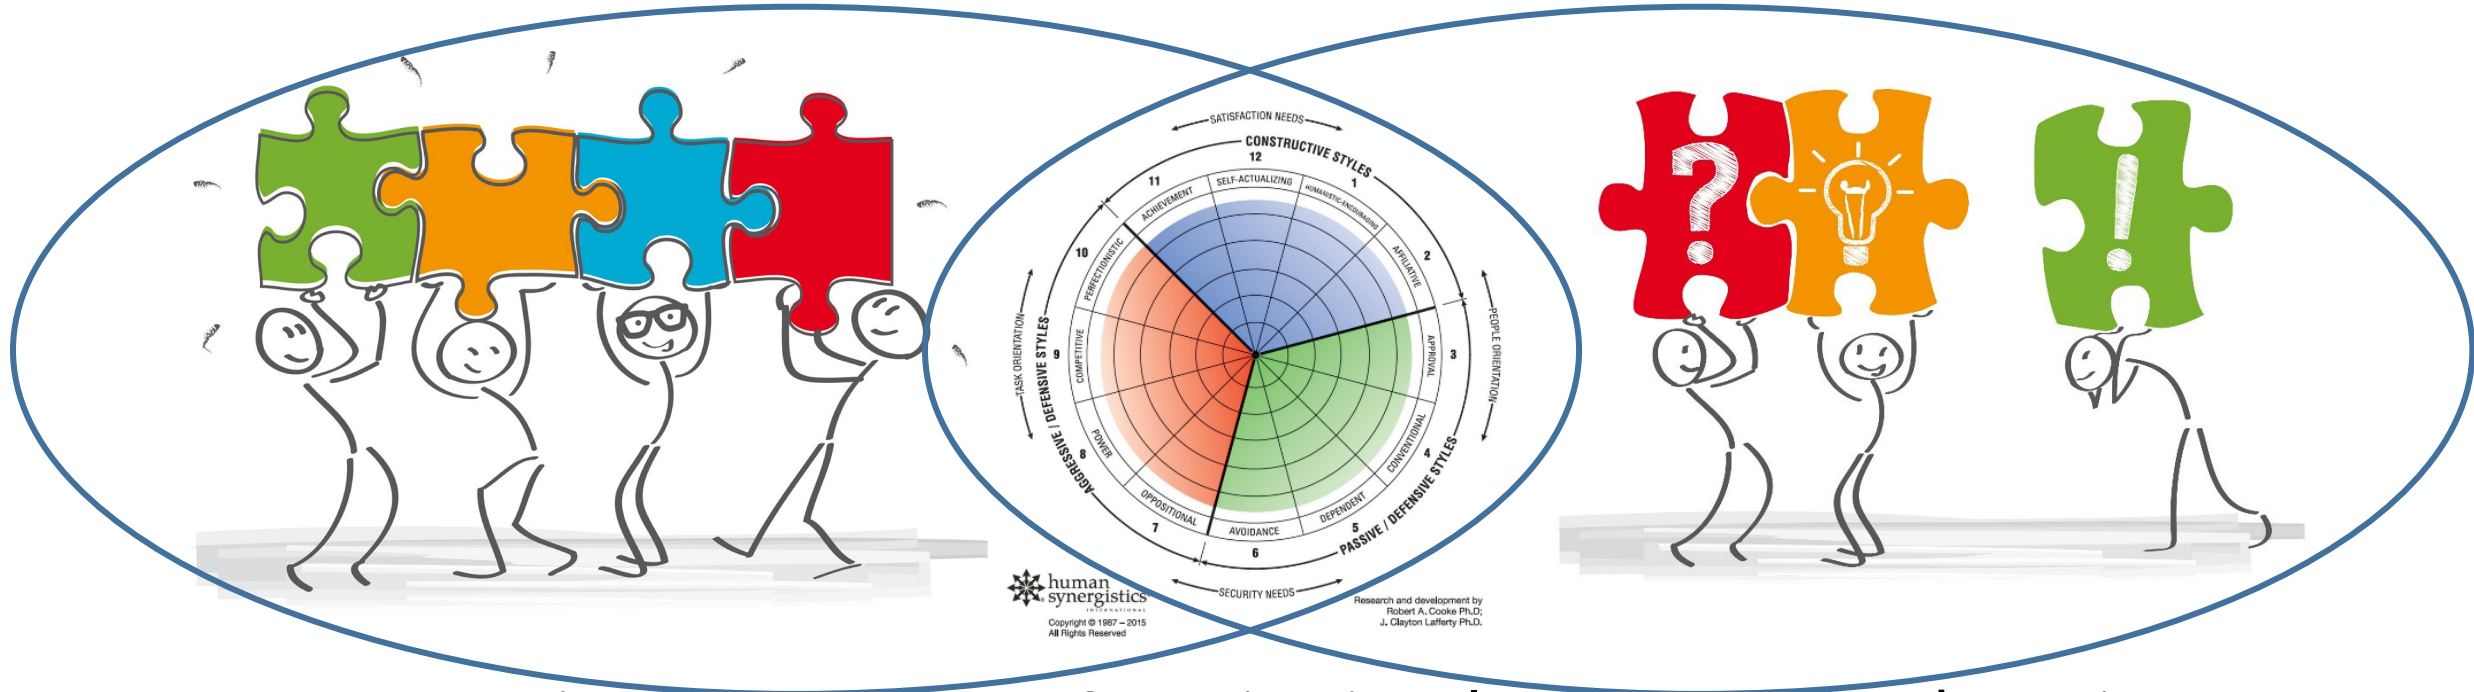 SATISFACTION NEEDS
CONSTRUCTIVE STYLES
12
11
1
SELF-ACTUALIZING
ACHIEVEMENT
HUMANISTIC-ENCOURAGING
10
PERFECTIONISTIC
AFFILIATIVE
2
TASK ORIENTATION
AGGRESSIVE / DEFENSIVE STYLES
9
COMPETITIVE
APPROVAL
3
PEOPLE ORIENTATION
8
POWER
CONVENTIONAL
4
PASSIVE / DEFENSIVE STYLES
7
OPPOSITIONAL
AVOIDANCE
DEPENDENT
5
6
SECURITY NEEDS
human
synergistics
INTERNATIONAL
Copyright © 1987 – 2015
All Rights Reserved
Research and development by
Robert A. Cooke Ph.D;
J. Clayton Lafferty Ph.D.
?
!